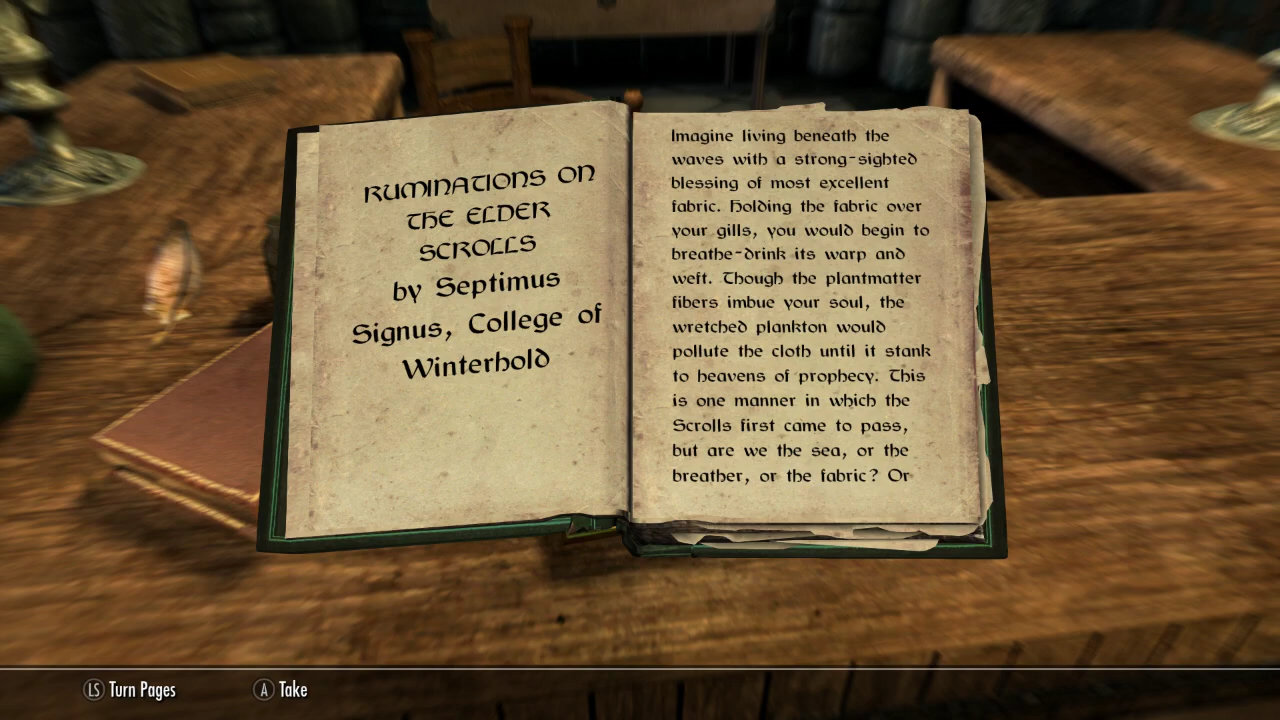 RUMINATIONS ON
THE ELDER
SCROLLS
by Septimus
Signus, College of
Winterhold
Imagine living beneath the
waves with a strong-sighted
blessing of most excellent
fabric. Holding the fabric over
your gills, you would begin to
breathe-drink its warp and
weft. Though the plantmatter
fibers imbue your soul, the
wretched plankton would
pollute the cloth until it stank
to heavens of prophecy. This
is one manner in which the
Scrolls first came to pass,
but are we the sea, or the
breather, or the fabric? Or
LS Turn Pages
A Take